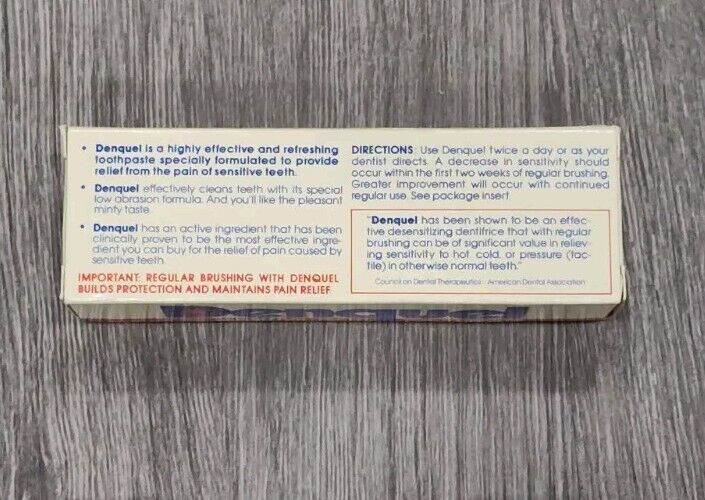 • Denquel is a highly effective and refreshing
toothpaste specially formulated to provide
relief from the pain of sensitive teeth.
• Denquel effectively cleans teeth with its special
low abrasion formula. And you'll like the pleasant
minty taste.
• Denquel has an active ingredient that has been
clinically proven to be the most effective ingre-
dient you can buy for the relief of pain caused by
sensitive teeth.
IMPORTANT: REGULAR BRUSHING WITH DENQUEL
BUILDS PROTECTION AND MAINTAINS PAIN RELIEF.
DIRECTIONS: Use Denquel twice a day or as your
dentist directs. A decrease in sensitivity should
occur within the first two weeks of regular brushing.
Greater improvement will occur with continued
regular use. See package insert.
"Denquel has been shown to be an effec-
tive desensitizing dentifrice that with regular
brushing can be of significant value in reliev-
ing sensitivity to hot, cold, or pressure (tac-
tile) in otherwise normal teeth."
Council on Dental Therapeutics - American Dental Association
Denquel